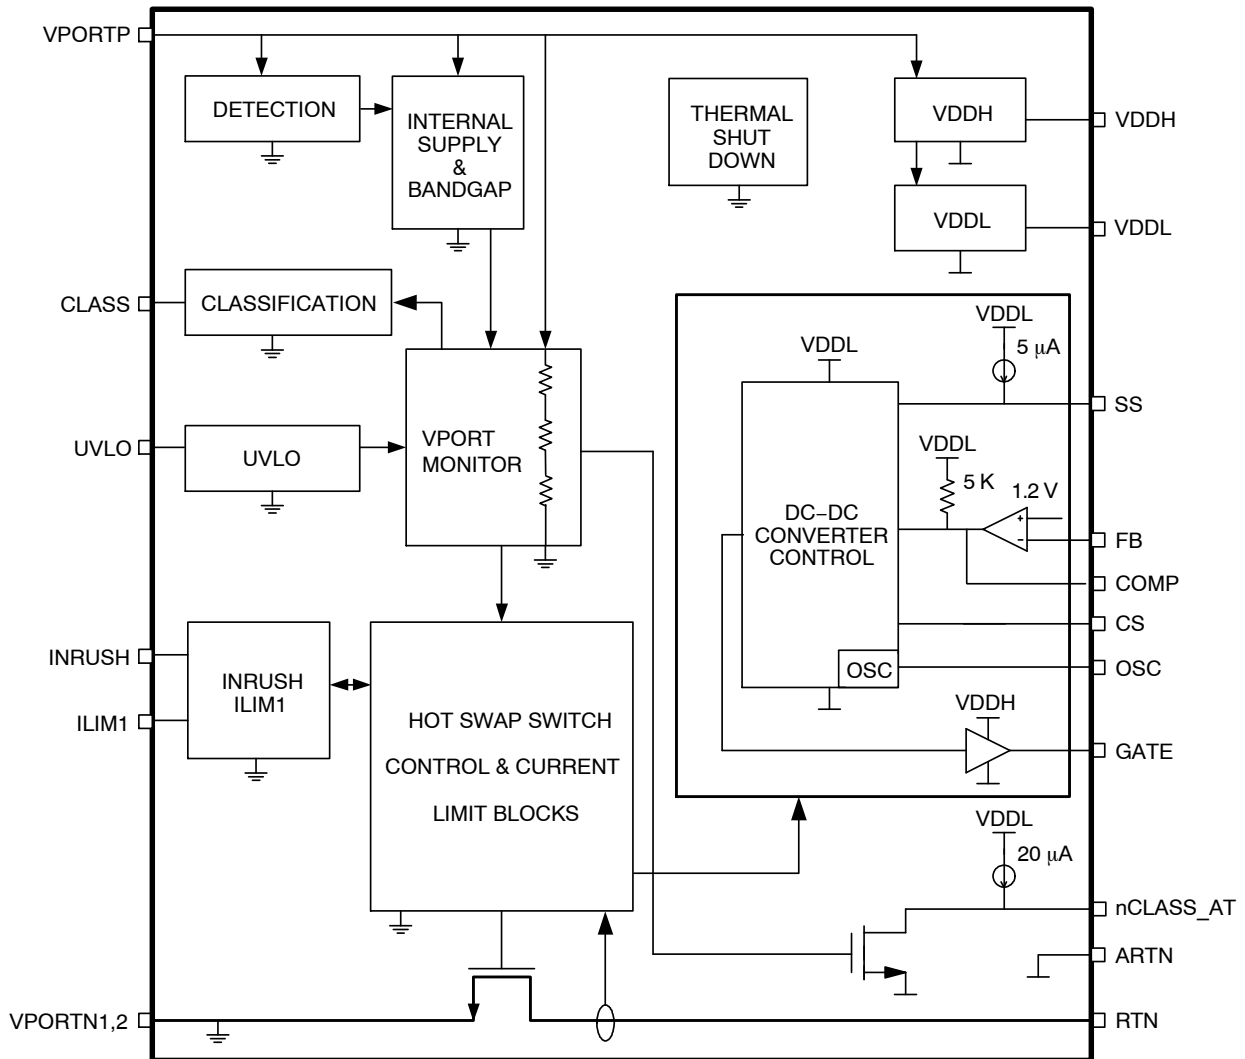 VPORTP
DETECTION
INTERNAL
SUPPLY
&
BANDGAP
THERMAL
SHUT
DOWN
VDDH
VDDH
VDDL
VDDL
CLASS
CLASSIFICATION
VDDL
5 μA
VDDL
SS
UVLO
UVLO
VPORT
MONITOR
VDDL
5 K
1.2 V
DC−DC
CONVERTER
CONTROL
+
−
FB
COMP
CS
OSC
OSC
INRUSH
ILIM1
INRUSH
ILIM1
HOT SWAP SWITCH
CONTROL & CURRENT
LIMIT BLOCKS
VDDH
GATE
VDDL
20 μA
nCLASS_AT
ARTN
VPORTN1,2
RTN